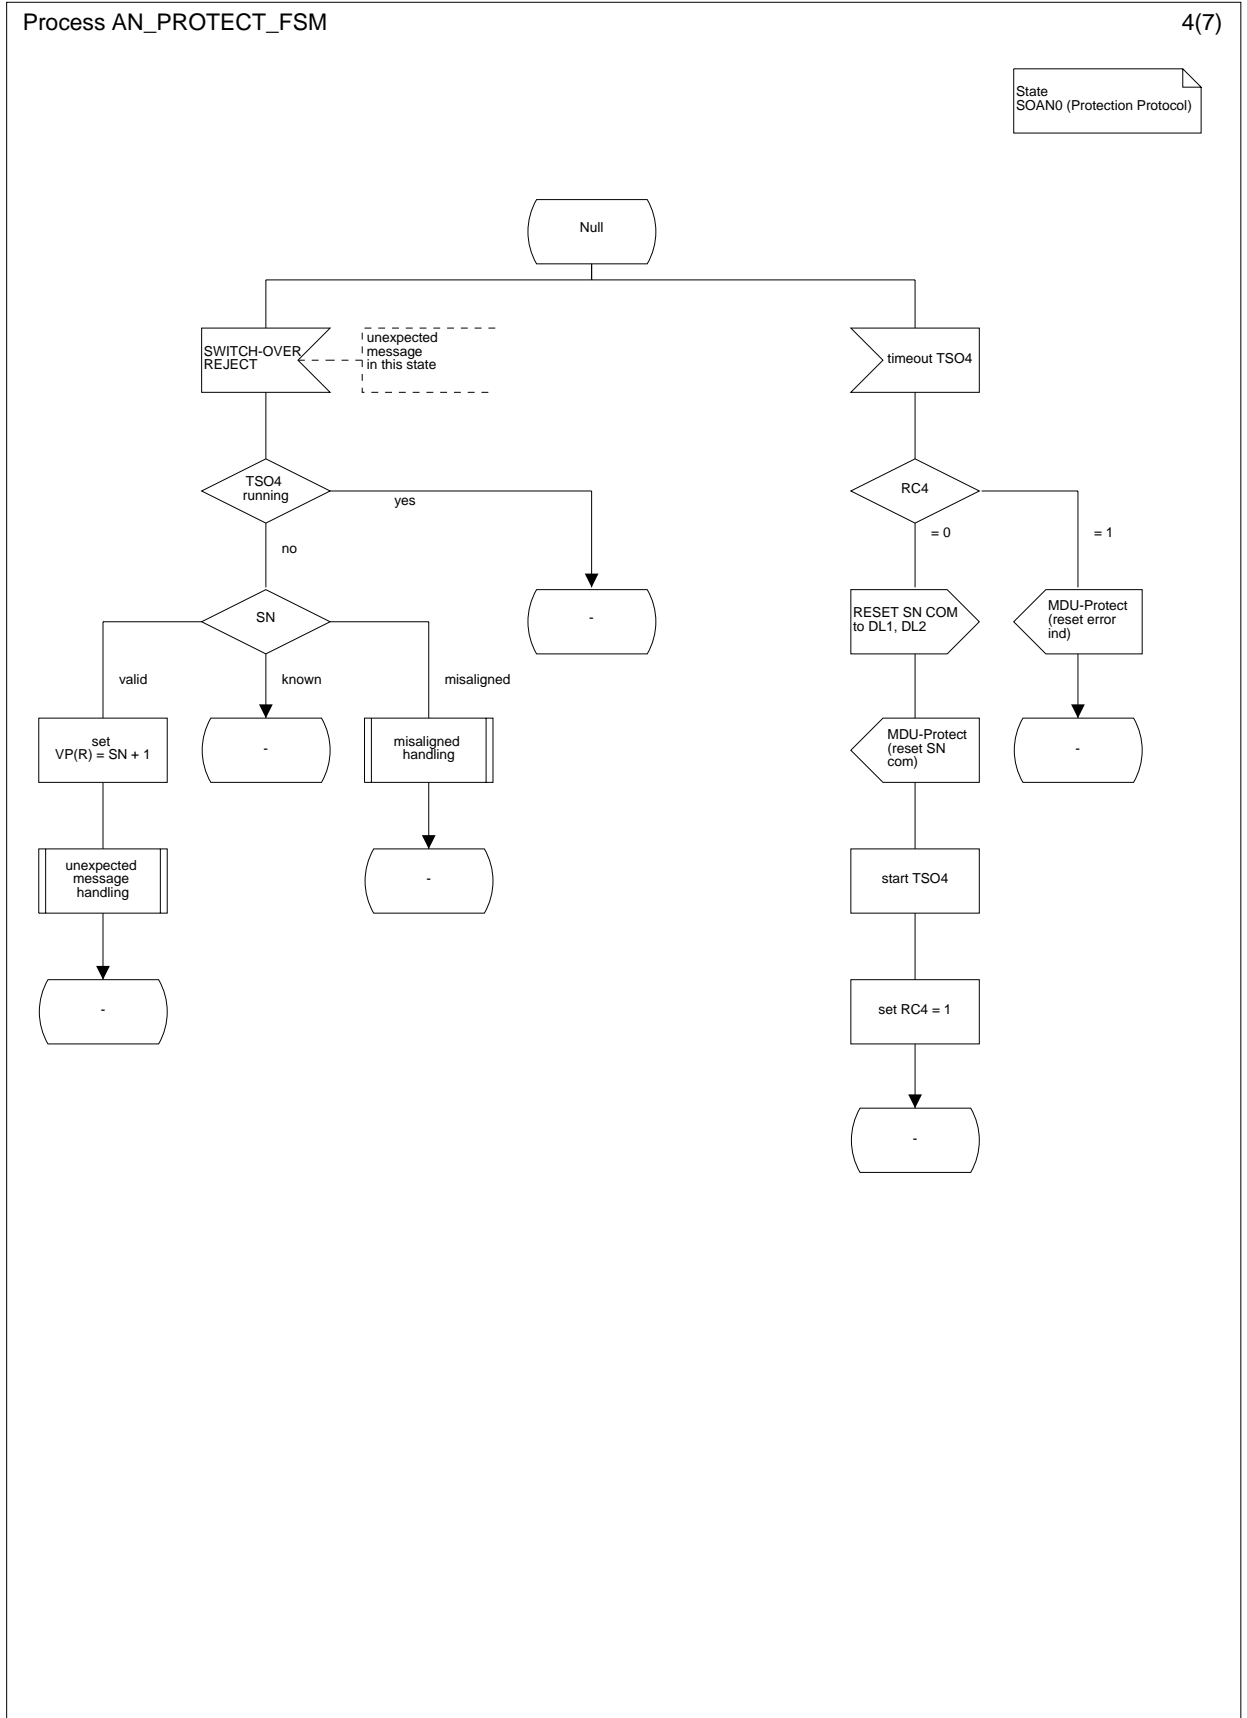 Process AN_PROTECT_FSM
4(7)
State
SOAN0 (Protection Protocol)
Null
SWITCH-OVER
REJECT
unexpected
message
in this state
timeout TSO4
TSO4
running
yes
no
RC4
= 0
= 1
SN
valid
known
misaligned
-
RESET SN COM
to DL1, DL2
MDU-Protect
(reset error
ind)
set
VP(R) = SN + 1
-
misaligned
handling
MDU-Protect
(reset SN
com)
-
unexpected
message
handling
-
start TSO4
-
set RC4 = 1
-